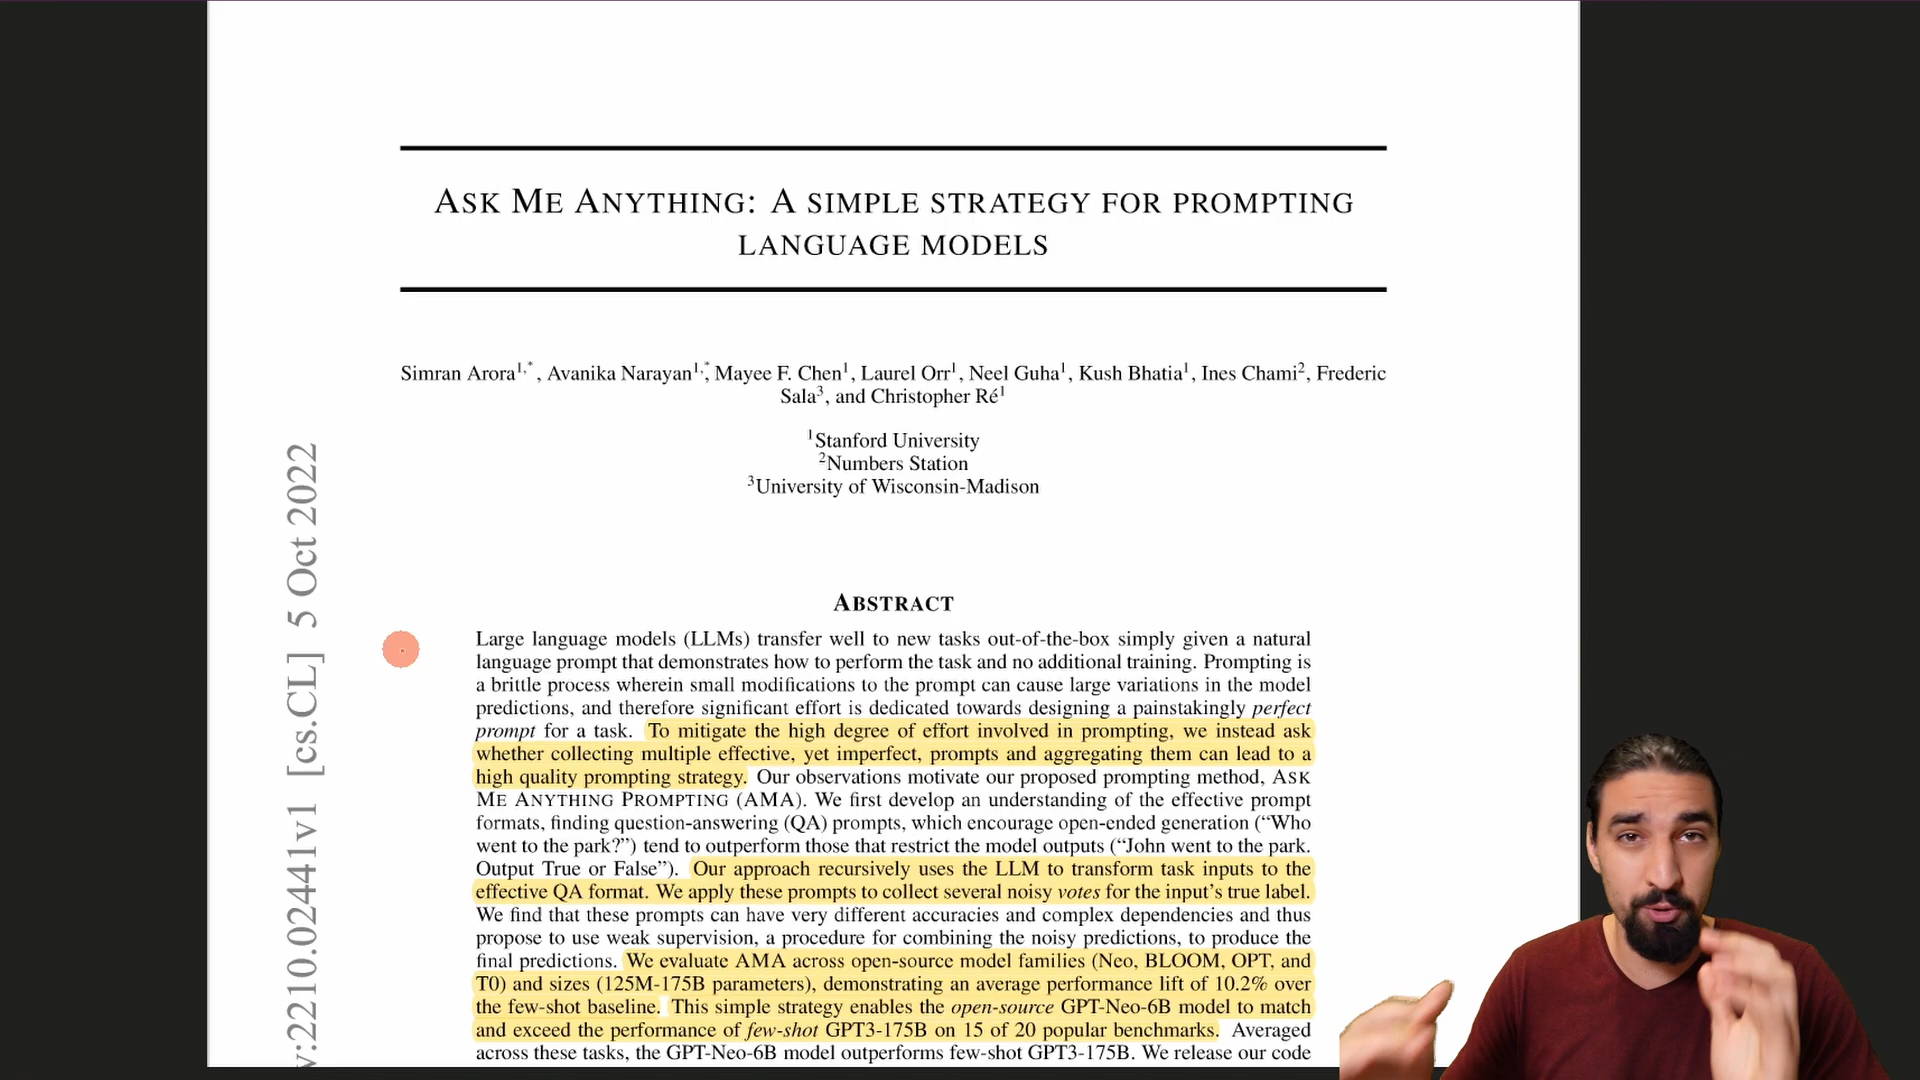 ASK ME ANYTHING: A SIMPLE STRATEGY FOR PROMPTING
LANGUAGE MODELS
Simran Arora1,*, Avanika Narayan1,*, Mayee F. Chen1, Laurel Orr1, Neel Guha1, Kush Bhatia1, Ines Chami2, Frederic
Sala3, and Christopher Ré1
1Stanford University
2Numbers Station
3University of Wisconsin-Madison
v:2210.02441v1 [cs.CL] 5 Oct 2022
ABSTRACT
Large language models (LLMs) transfer well to new tasks out-of-the-box simply given a natural
language prompt that demonstrates how to perform the task and no additional training. Prompting is
a brittle process wherein small modifications to the prompt can cause large variations in the model
predictions, and therefore significant effort is dedicated towards designing a painstakingly perfect
prompt for a task. To mitigate the high degree of effort involved in prompting, we instead ask
whether collecting multiple effective, yet imperfect, prompts and aggregating them can lead to a
high quality prompting strategy. Our observations motivate our proposed prompting method, ASK
ME ANYTHING PROMPTING (AMA). We first develop an understanding of the effective prompt
formats, finding question-answering (QA) prompts, which encourage open-ended generation (“Who
went to the park?”) tend to outperform those that restrict the model outputs (“John went to the park.
Output True or False”). Our approach recursively uses the LLM to transform task inputs to the
effective QA format. We apply these prompts to collect several noisy votes for the input’s true label.
We find that these prompts can have very different accuracies and complex dependencies and thus
propose to use weak supervision, a procedure for combining the noisy predictions, to produce the
final predictions. We evaluate AMA across open-source model families (Neo, BLOOM, OPT, and
T0) and sizes (125M-175B parameters), demonstrating an average performance lift of 10.2% over
the few-shot baseline. This simple strategy enables the open-source GPT-Neo-6B model to match
and exceed the performance of few-shot GPT3-175B on 15 of 20 popular benchmarks. Averaged
across these tasks, the GPT-Neo-6B model outperforms few-shot GPT3-175B. We release our code